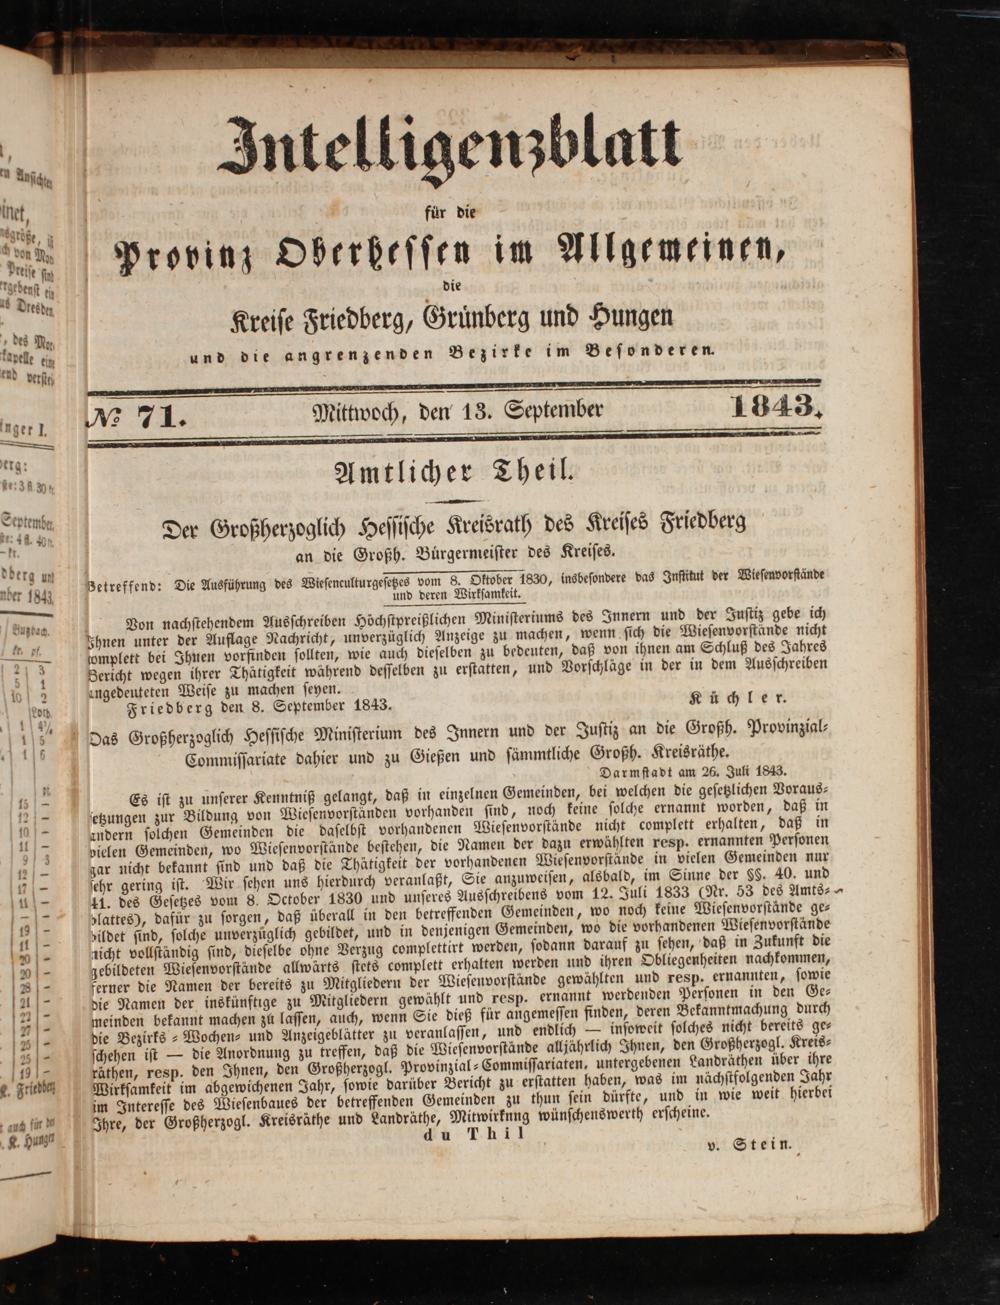 Intelligenzblatt
für die
Provinz Oberhessen im Allgemeinen,
die
Kreise Friedberg, Grünberg und Hungen
und die angrenzenden Bezirke im Besonderen.
№ 71. Mittwoch, den 13. September 1843.
Amtlicher Theil.
Der Großherzoglich Hessische Kreisrath des Kreises Friedberg
an die Großh. Bürgermeister des Kreises.
Betreffend: Die Ausführung des Wiesenculturgesetzes vom 8. Oktober 1830, insbesondere das Institut der Wiesenvorstände
und deren Wirksamkeit.
Von nachstehendem Ausschreiben Höchstpreißlichen Ministeriums des Innern und der Justiz gebe ich
Ihnen unter der Auflage Nachricht, unverzüglich Anzeige zu machen, wenn sich die Wiesenvorstände nicht
complett bei Ihnen vorfinden sollten, wie auch dieselben zu bedeuten, daß von ihnen am Schluß des Jahres
Bericht wegen ihrer Thätigkeit während desselben zu erstatten, und Vorschläge in der in dem Ausschreiben
angedeuteten Weise zu machen seyen.
Friedberg den 8. September 1843. Küchler.
Das Großherzoglich Hessische Ministerium des Innern und der Justiz an die Großh. Provinzial-
Commissariate dahier und zu Gießen und sämmtliche Großh. Kreisräthe.
Darmstadt am 26. Juli 1843.
Es ist zu unserer Kenntniß gelangt, daß in einzelnen Gemeinden, bei welchen die gesetzlichen Voraus-
setzungen zur Bildung von Wiesenvorständen vorhanden sind, noch keine solche ernannt worden, daß in
andern solchen Gemeinden die daselbst vorhandenen Wiesenvorstände nicht complett erhalten, daß in
vielen Gemeinden, wo Wiesenvorstände bestehen, die Namen der dazu erwählten resp. ernannten Personen
gar nicht bekannt sind und daß die Thätigkeit der vorhandenen Wiesenvorstände in vielen Gemeinden nur
sehr gering ist. Wir sehen uns hierdurch veranlaßt, Sie anzuweisen, alsbald, im Sinne der §§. 40. und
41. des Gesetzes vom 8. October 1830 und unseres Ausschreibens vom 12. Juli 1833 (Nr. 53 des Amts-
blattes), dafür zu sorgen, daß überall in den betreffenden Gemeinden, wo noch keine Wiesenvorstände ge-
bildet sind, solche unverzüglich gebildet, und in denjenigen Gemeinden, wo die vorhandenen Wiesenvorstände
nicht vollständig sind, dieselbe ohne Verzug complettirt werden, sodann darauf zu sehen, daß in Zukunft die
gebildeten Wiesenvorstände allwärts stets complett erhalten werden und ihren Obliegenheiten nachkommen,
ferner die Namen der bereits zu Mitgliedern der Wiesenvorstände gewählten und resp. ernannten, sowie
die Namen der inskünftige zu Mitgliedern gewählt und resp. ernannt werdenden Personen in den Ge-
meinden bekannt machen zu lassen, auch, wenn Sie dieß für angemessen finden, deren Bekanntmachung durch
die Bezirks-Wochen- und Anzeigeblätter zu veranlassen, und endlich — insoweit solches nicht bereits ge-
schehen ist — die Anordnung zu treffen, daß die Wiesenvorstände alljährlich Ihnen, den Großherzogl. Kreis-
räthen, resp. den Ihnen, den Großherzogl. Provinzial-Commissariaten, untergebenen Landräthen über ihre
Wirksamkeit im abgewichenen Jahr, sowie darüber Bericht zu erstatten haben, was im nächstfolgenden Jahr
im Interesse des Wiesenbaues der betreffenden Gemeinden zu thun sein dürfte, und in wie weit hierbei
Ihre, der Großherzogl. Kreisräthe und Landräthe, Mitwirkung wünschenswerth erscheine.
du Thil
v. Stein.